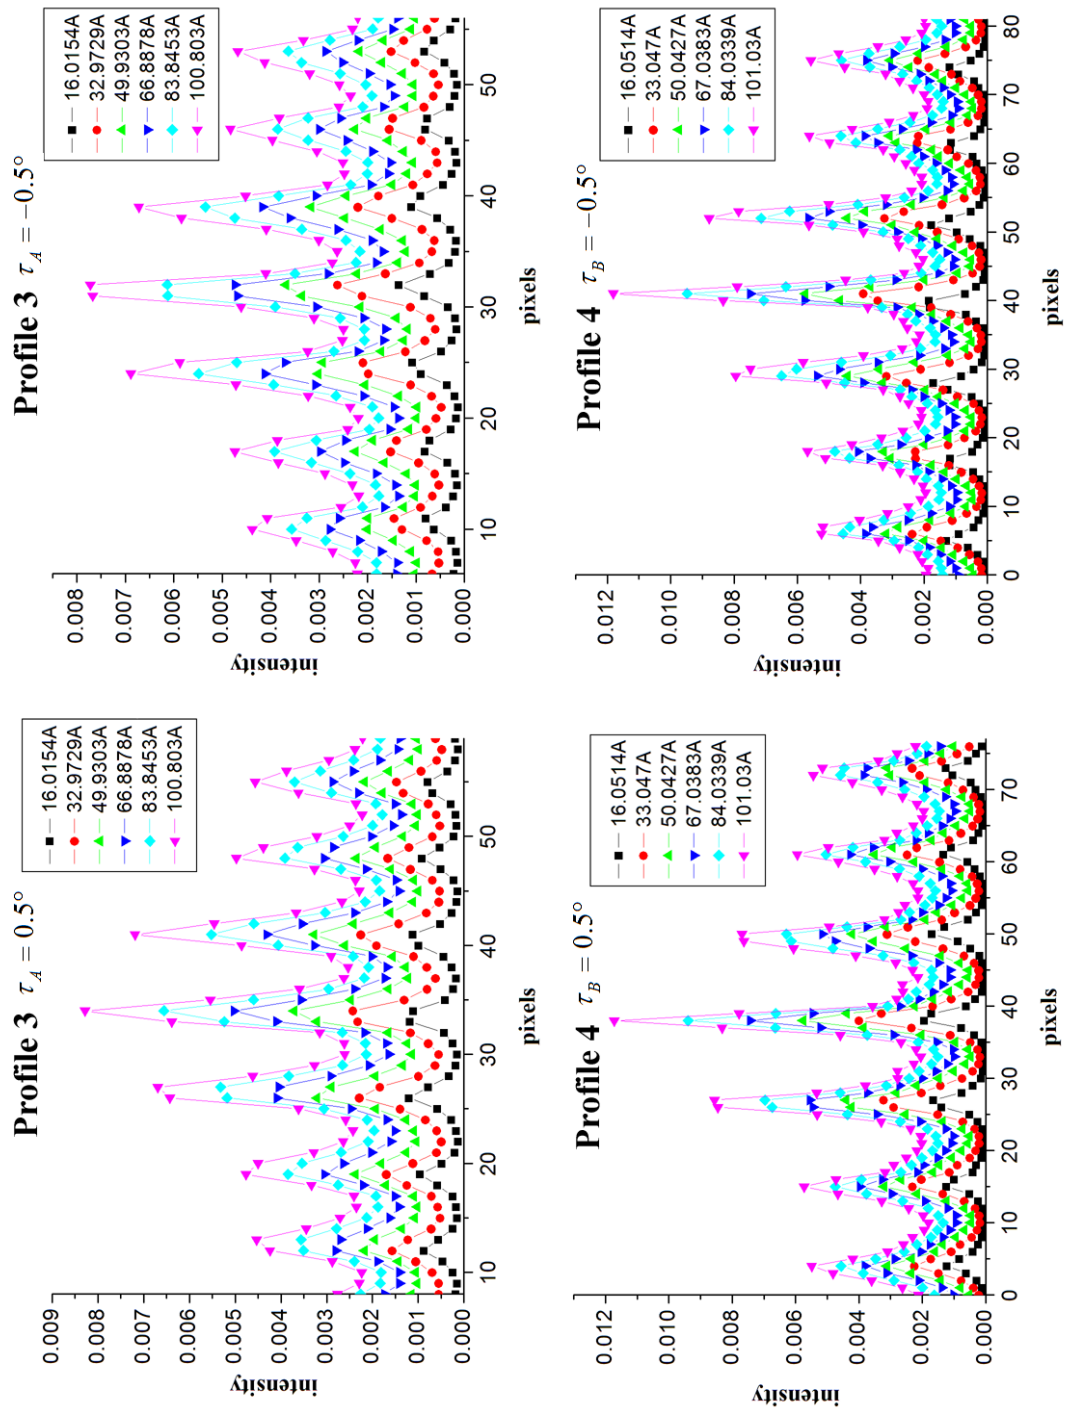 Profile 3 τ_A = 0.5°
16.0154A
32.9729A
49.9303A
66.8878A
83.8453A
100.803A
0.009
0.008
0.007
0.006
0.005
0.004
0.003
0.002
0.001
0.000
intensity
10 20 30 40 50
pixels
Profile 3 τ_A = −0.5°
16.0154A
32.9729A
49.9303A
66.8878A
83.8453A
100.803A
0.008
0.007
0.006
0.005
0.004
0.003
0.002
0.001
0.000
intensity
10 20 30 40 50
pixels
Profile 4 τ_B = 0.5°
16.0514A
33.047A
50.0427A
67.0383A
84.0339A
101.03A
0.012
0.010
0.008
0.006
0.004
0.002
0.000
intensity
0 10 20 30 40 50 60 70
pixels
Profile 4 τ_B = −0.5°
16.0514A
33.047A
50.0427A
67.0383A
84.0339A
101.03A
0.012
0.010
0.008
0.006
0.004
0.002
0.000
intensity
0 10 20 30 40 50 60 70 80
pixels